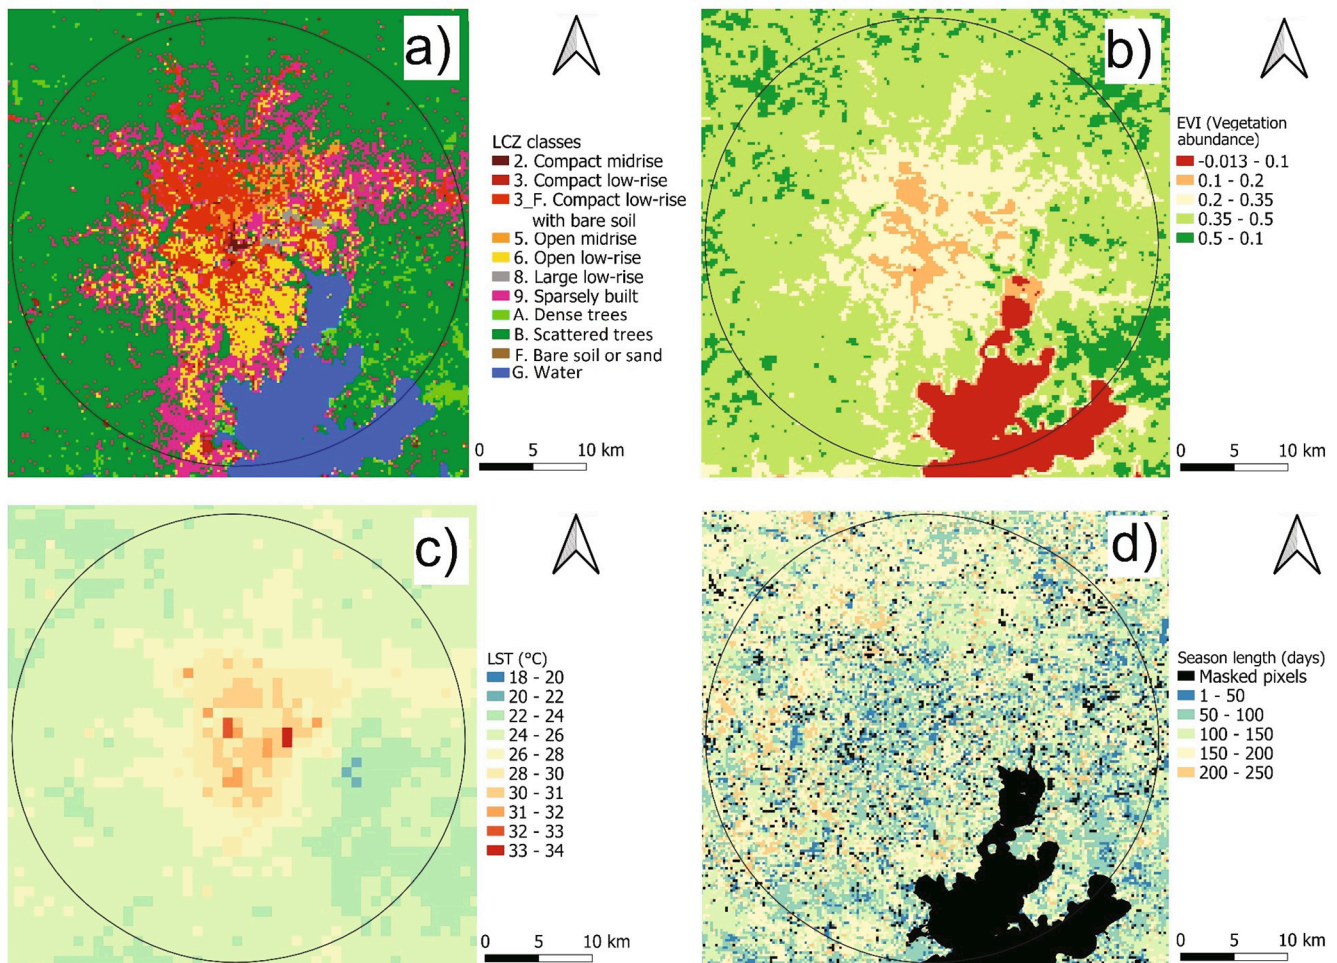 a)
LCZ classes
2. Compact midrise
3. Compact low-rise
3_F. Compact low-rise
with bare soil
5. Open midrise
6. Open low-rise
8. Large low-rise
9. Sparsely built
A. Dense trees
B. Scattered trees
F. Bare soil or sand
G. Water
0 5 10 km
b)
EVI (Vegetation
abundance)
-0.013 - 0.1
0.1 - 0.2
0.2 - 0.35
0.35 - 0.5
0.5 - 0.1
0 5 10 km
c)
LST (°C)
18 - 20
20 - 22
22 - 24
24 - 26
26 - 28
28 - 30
30 - 31
31 - 32
32 - 33
33 - 34
0 5 10 km
d)
Season length (days)
Masked pixels
1 - 50
50 - 100
100 - 150
150 - 200
200 - 250
0 5 10 km